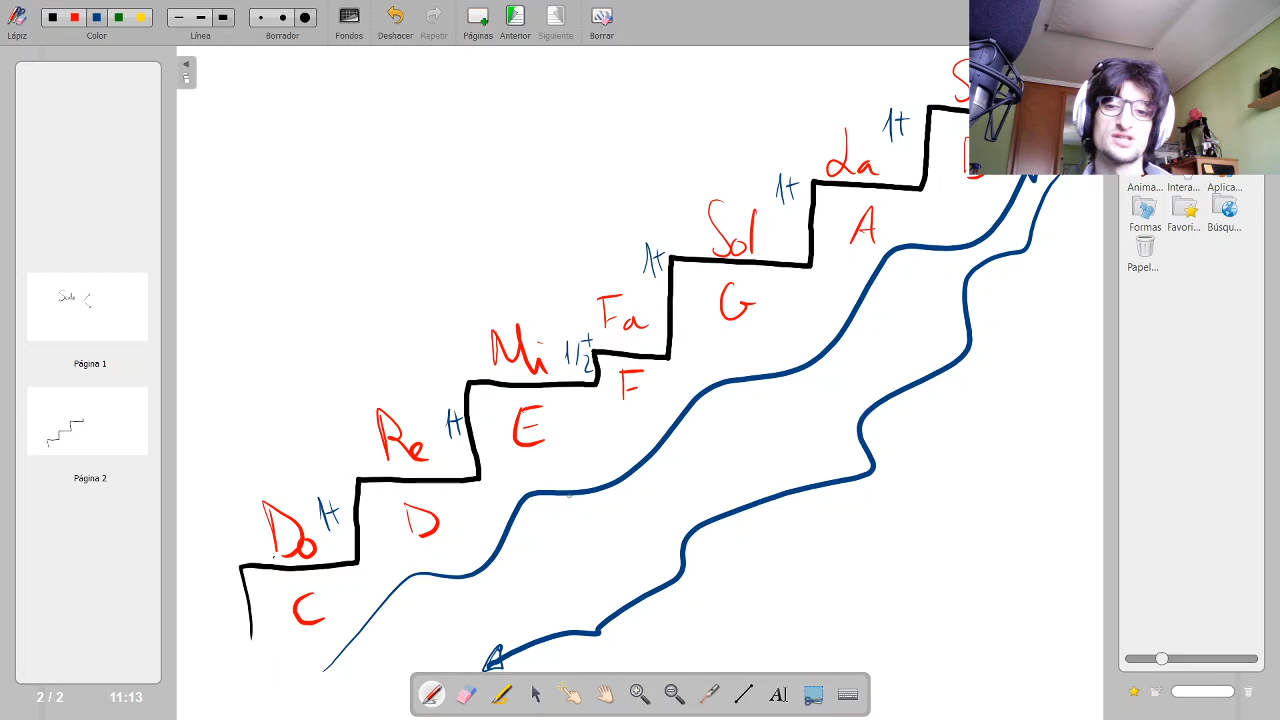 Lápiz
Color
Línea
Borrador
Fondos
Deshacer
Repetir
Páginas
Anterior
Siguiente
Borrar
Página 1
Página 2
2 / 2
11:13
1t
La
1t
A
Sol
1t
G
Fa
1/2t
F
Mi
1t
E
Re
1t
D
Do
C
Anima...
Intera...
Aplica...
Formas
Favori...
Búsqu...
Papel...
AI